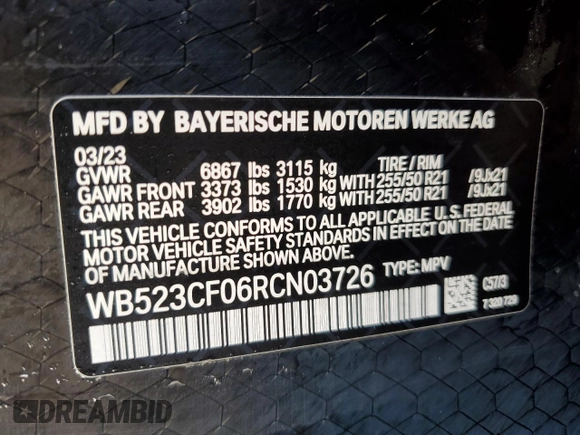 MFD BY BAYERISCHE MOTOREN WERKE AG
03/23
GVWR 6867 lbs 3115 kg TIRE / RIM
GAWR FRONT 3373 lbs 1530 kg WITH 255/50 R21 /9Jx21
GAWR REAR 3902 lbs 1770 kg WITH 255/50 R21 /9Jx21
THIS VEHICLE CONFORMS TO ALL APPLICABLE U.S. FEDERAL
MOTOR VEHICLE SAFETY STANDARDS IN EFFECT ON THE DATE
OF MANUFACTURE SHOWN ABOVE.
WB523CF06RCN03726 TYPE: MPV
C57/3
7320729
DREAMBID